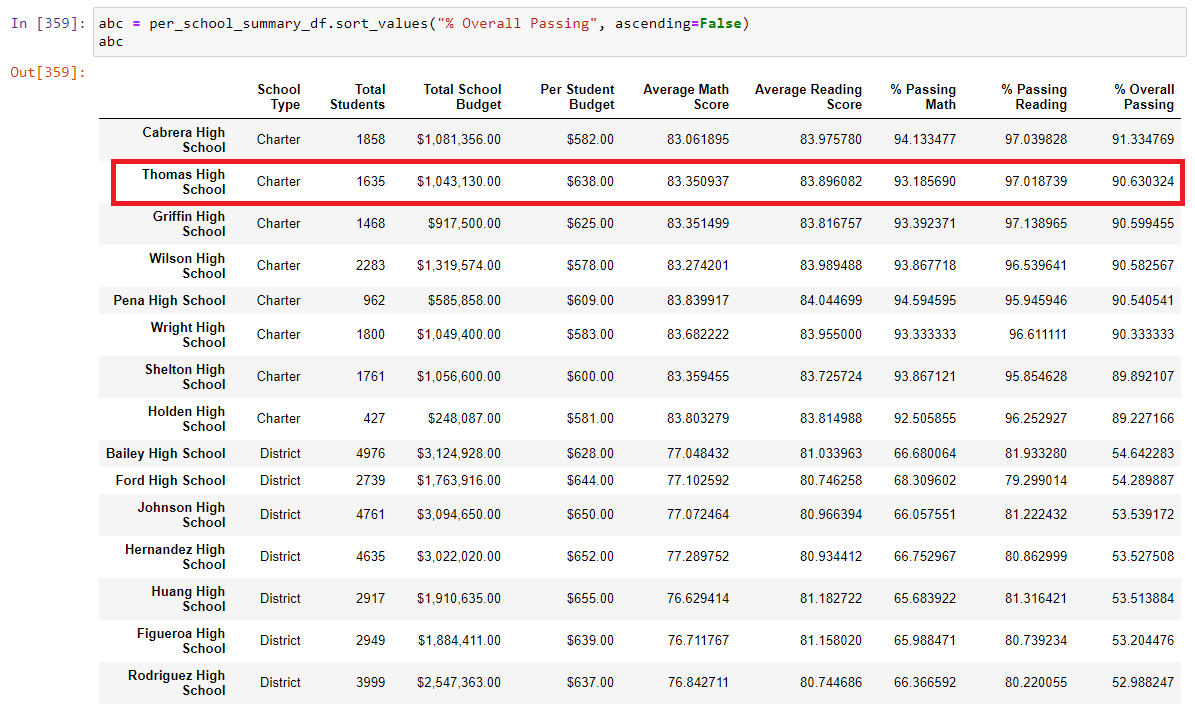 In [359]: abc = per_school_summary_df.sort_values("% Overall Passing", ascending=False)
abc
Out[359]:
School Type Total Students Total School Budget Per Student Budget Average Math Score Average Reading Score % Passing Math % Passing Reading % Overall Passing
Cabrera High School Charter 1858 $1,081,356.00 $582.00 83.061895 83.975780 94.133477 97.039828 91.334769
Thomas High School Charter 1635 $1,043,130.00 $638.00 83.350937 83.896082 93.185690 97.018739 90.630324
Griffin High School Charter 1468 $917,500.00 $625.00 83.351499 83.816757 93.392371 97.138965 90.599455
Wilson High School Charter 2283 $1,319,574.00 $578.00 83.274201 83.989488 93.867718 96.539641 90.582567
Pena High School Charter 962 $585,858.00 $609.00 83.839917 84.044699 94.594595 95.945946 90.540541
Wright High School Charter 1800 $1,049,400.00 $583.00 83.682222 83.955000 93.333333 96.611111 90.333333
Shelton High School Charter 1761 $1,056,600.00 $600.00 83.359455 83.725724 93.867121 95.854628 89.892107
Holden High School Charter 427 $248,087.00 $581.00 83.803279 83.814988 92.505855 96.252927 89.227166
Bailey High School District 4976 $3,124,928.00 $628.00 77.048432 81.033963 66.680064 81.933280 54.642283
Ford High School District 2739 $1,763,916.00 $644.00 77.102592 80.746258 68.309602 79.299014 54.289887
Johnson High School District 4761 $3,094,650.00 $650.00 77.072464 80.966394 66.057551 81.222432 53.539172
Hernandez High School District 4635 $3,022,020.00 $652.00 77.289752 80.934412 66.752967 80.862999 53.527508
Huang High School District 2917 $1,910,635.00 $655.00 76.629414 81.182722 65.683922 81.316421 53.513884
Figueroa High School District 2949 $1,884,411.00 $639.00 76.711767 81.158020 65.988471 80.739234 53.204476
Rodriguez High School District 3999 $2,547,363.00 $637.00 76.842711 80.744686 66.366592 80.220055 52.988247